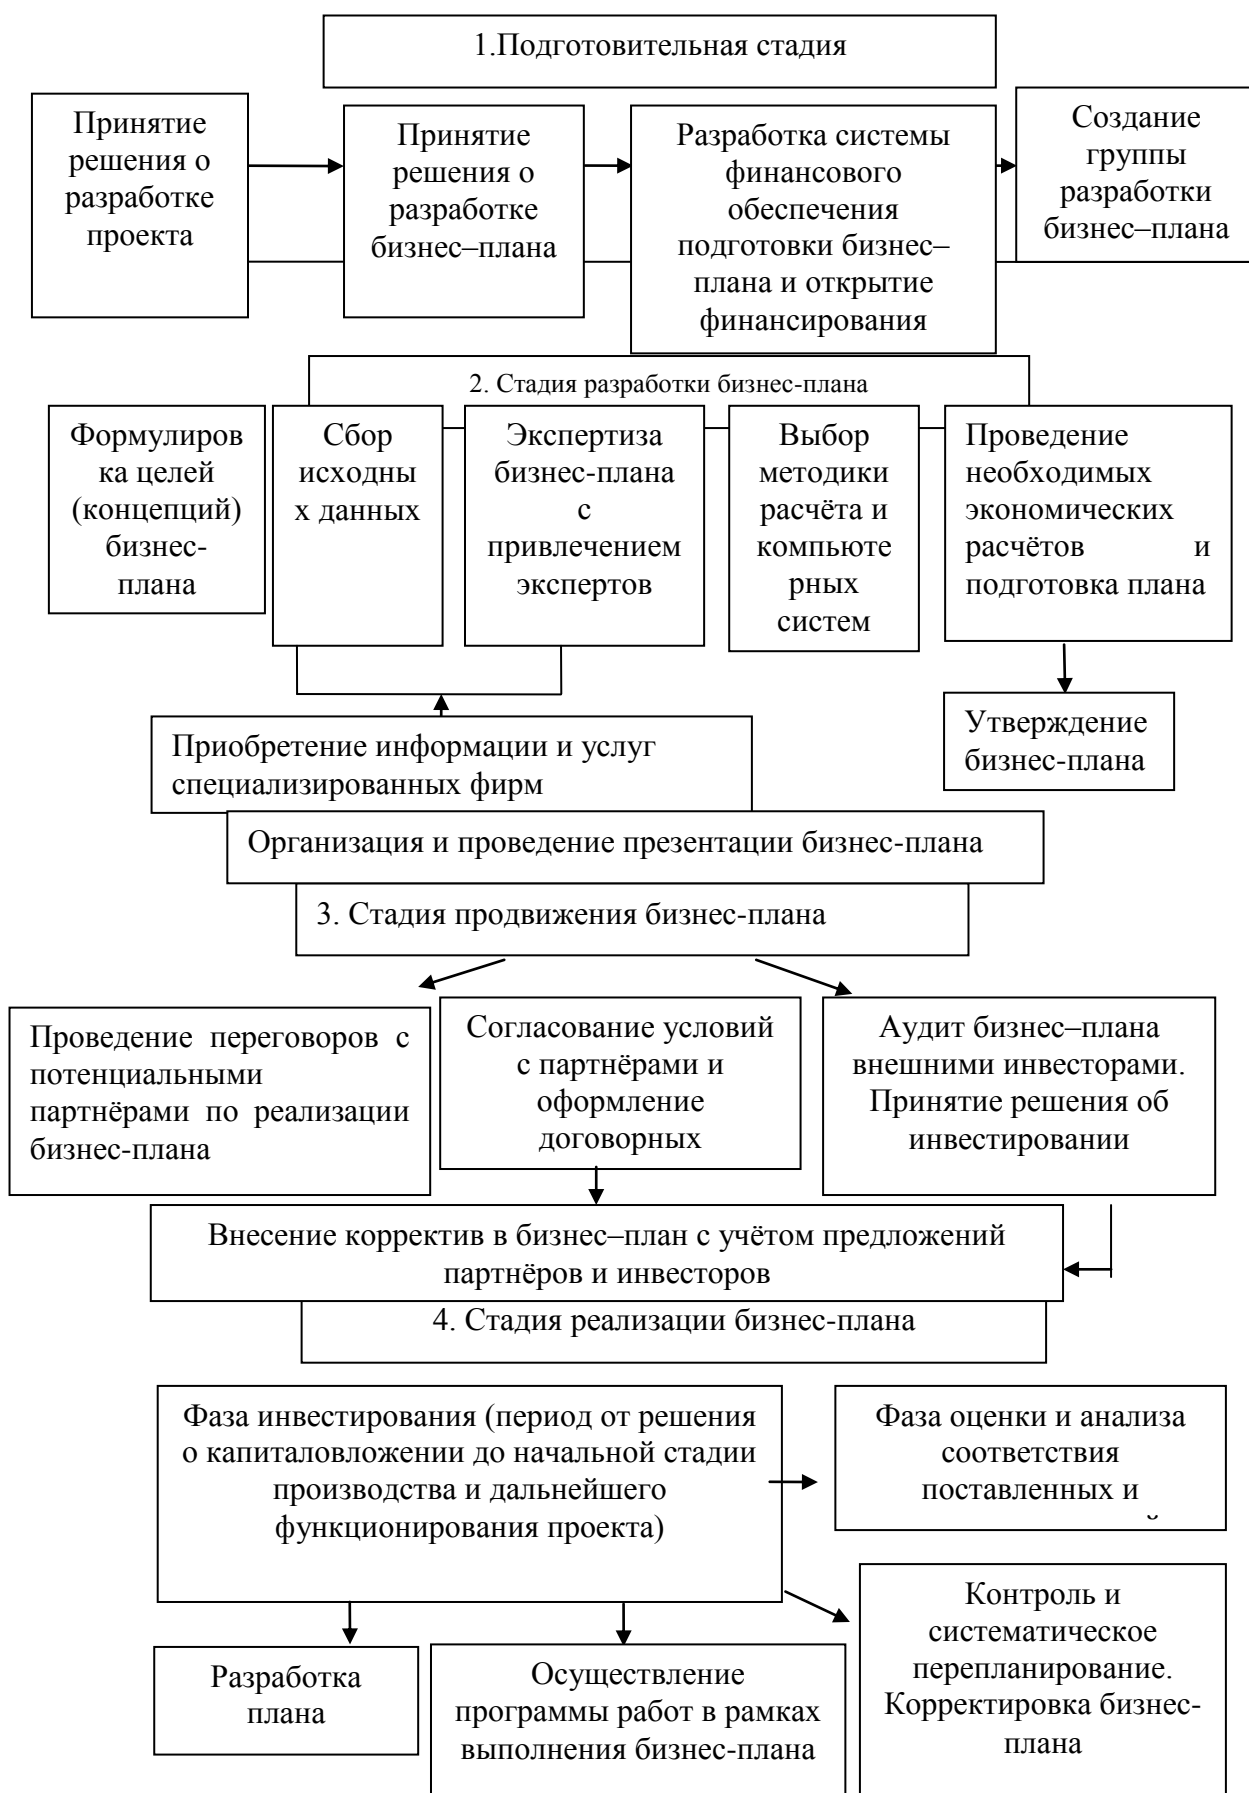 1.Подготовительная стадия
Принятие
решения о
разработке
проекта
Принятие
решения о
разработке
бизнес–плана
Разработка системы
финансового
обеспечения
подготовки бизнес–
плана и открытие
финансирования
Создание
группы
разработки
бизнес–плана
2. Стадия разработки бизнес-плана
Формулиров
ка целей
(концепций)
бизнес-
плана
Сбор
исходны
х данных
Экспертиза
бизнес-плана
с
привлечением
экспертов
Выбор
методики
расчёта и
компьюте
рных
систем
Проведение
необходимых
экономических
расчётов и
подготовка плана
Утверждение
бизнес-плана
Приобретение информации и услуг
специализированных фирм
Организация и проведение презентации бизнес-плана
3. Стадия продвижения бизнес-плана
Проведение переговоров с
потенциальными
партнёрами по реализации
бизнес-плана
Согласование условий
с партнёрами и
оформление
договорных
Аудит бизнес–плана
внешними инвесторами.
Принятие решения об
инвестировании
Внесение корректив в бизнес–план с учётом предложений
партнёров и инвесторов
4. Стадия реализации бизнес-плана
Фаза инвестирования (период от решения
о капиталовложении до начальной стадии
производства и дальнейшего
функционирования проекта)
Фаза оценки и анализа
соответствия
поставленных и
Контроль и
систематическое
перепланирование.
Корректировка бизнес-
плана
Разработка
плана
Осуществление
программы работ в рамках
выполнения бизнес-плана